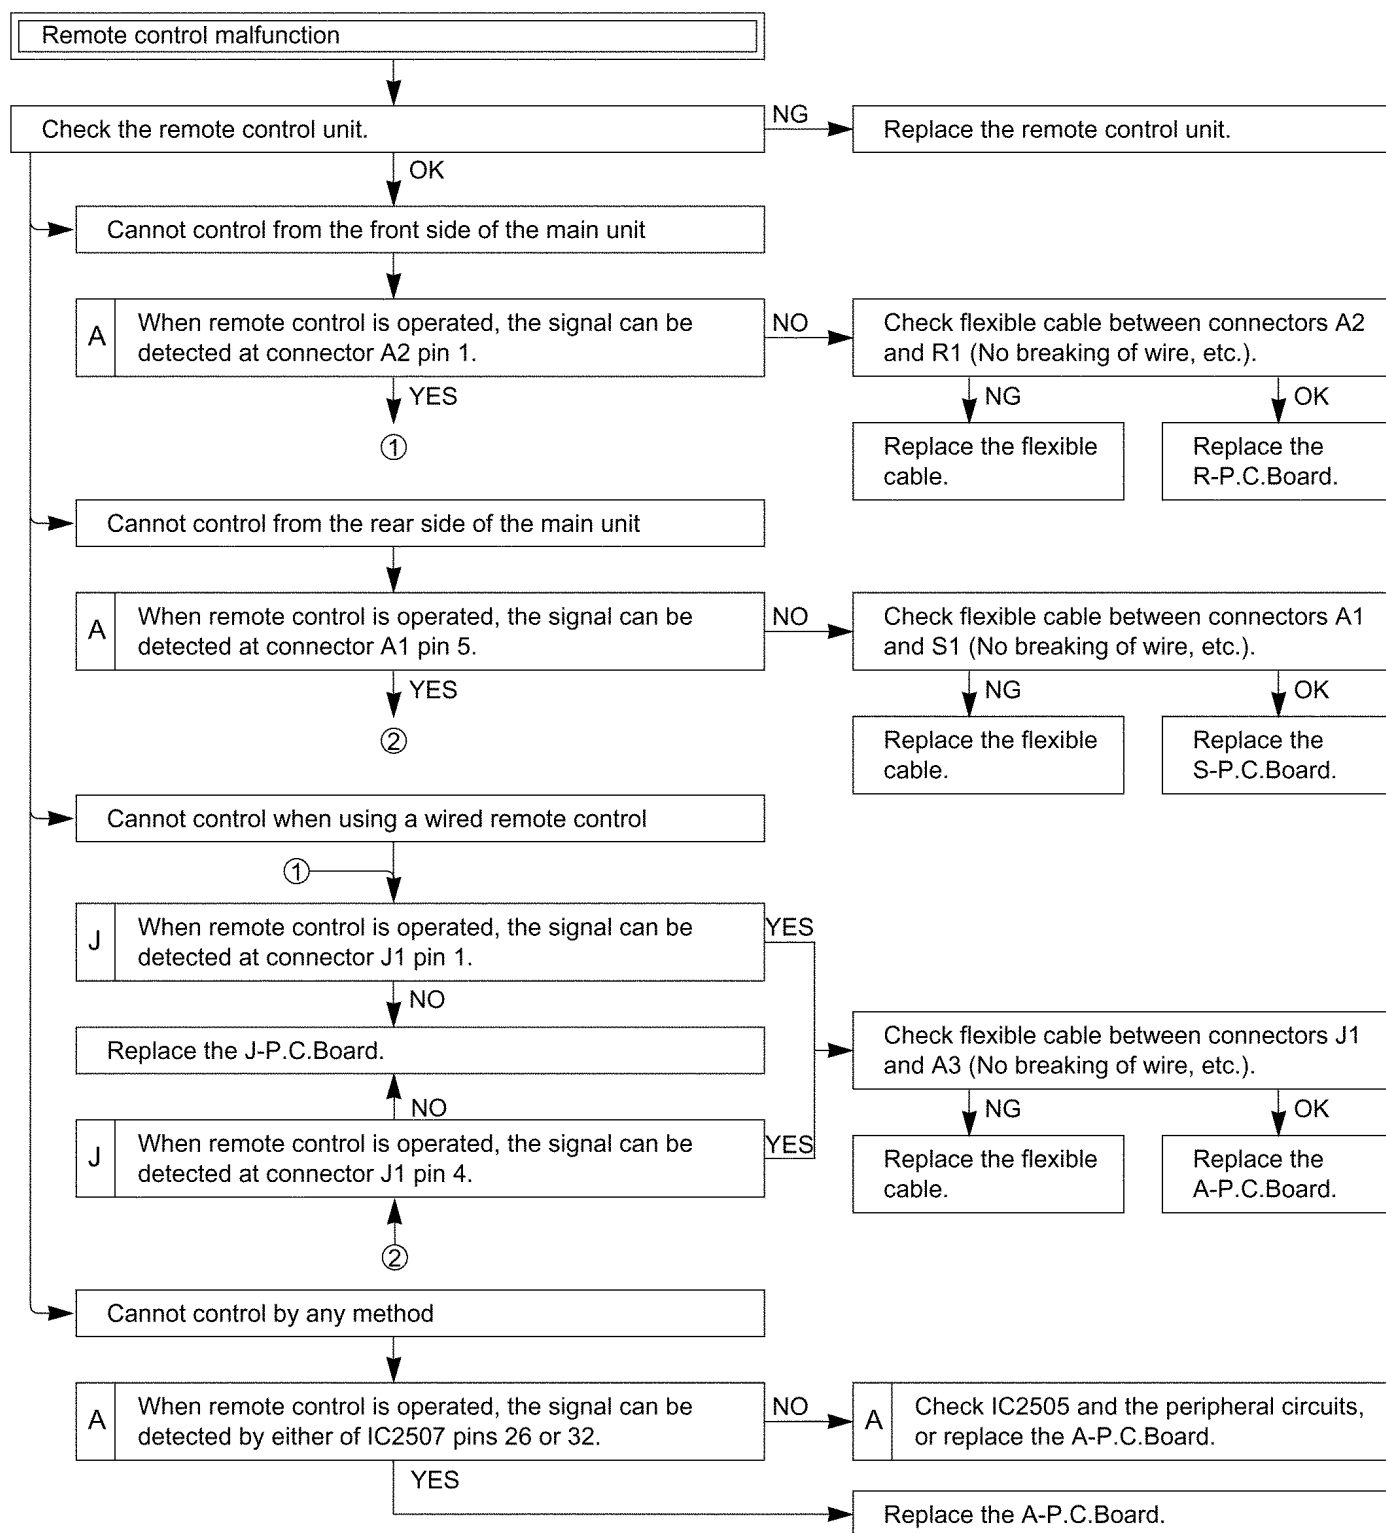 Remote control malfunction
Check the remote control unit.
NG
Replace the remote control unit.
OK
Cannot control from the front side of the main unit
A
When remote control is operated, the signal can be
detected at connector A2 pin 1.
NO
Check flexible cable between connectors A2
and R1 (No breaking of wire, etc.).
YES
NG
OK
①
Replace the flexible
cable.
Replace the
R-P.C.Board.
Cannot control from the rear side of the main unit
A
When remote control is operated, the signal can be
detected at connector A1 pin 5.
NO
Check flexible cable between connectors A1
and S1 (No breaking of wire, etc.).
YES
NG
OK
②
Replace the flexible
cable.
Replace the
S-P.C.Board.
Cannot control when using a wired remote control
①
J
When remote control is operated, the signal can be
detected at connector J1 pin 1.
YES
NO
Replace the J-P.C.Board.
Check flexible cable between connectors J1
and A3 (No breaking of wire, etc.).
NO
NG
OK
J
When remote control is operated, the signal can be
detected at connector J1 pin 4.
YES
Replace the flexible
cable.
Replace the
A-P.C.Board.
②
Cannot control by any method
A
When remote control is operated, the signal can be
detected by either of IC2507 pins 26 or 32.
NO
A
Check IC2505 and the peripheral circuits,
or replace the A-P.C.Board.
YES
Replace the A-P.C.Board.